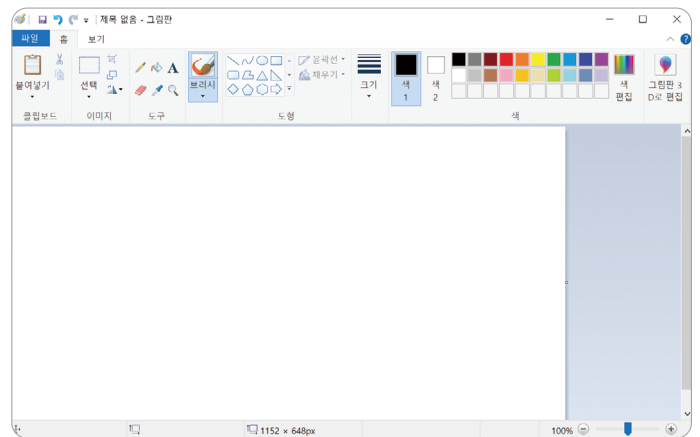 제목 없음 - 그림판
파일 홈 보기
붙여넣기 선택 A 브러시 윤곽선 채우기 크기 색 1 색 2 색 편집 그림판 3D로 편집
클립보드 이미지 도구 도형 색
1152 × 648px 100%